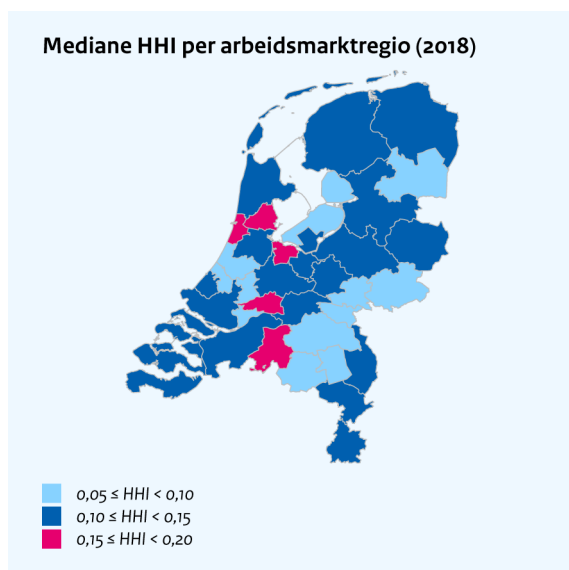 Mediane HHI per arbeidsmarktregio (2018)
0,05 ≤ HHI < 0,10
0,10 ≤ HHI < 0,15
0,15 ≤ HHI < 0,20